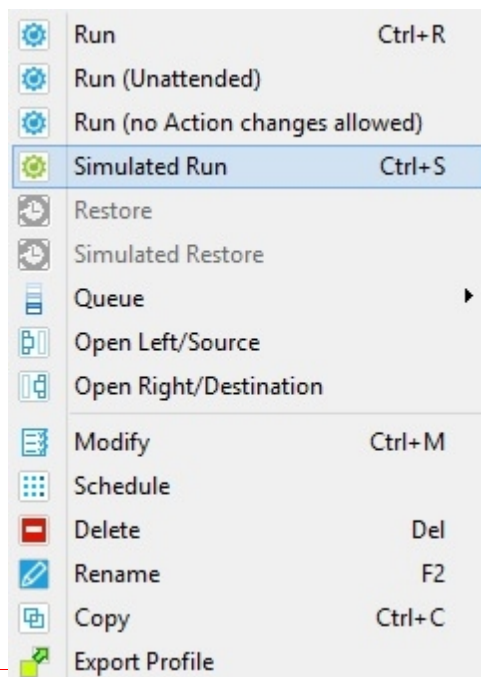 Run Ctrl+R
Run (Unattended)
Run (no Action changes allowed)
Simulated Run Ctrl+S
Restore
Simulated Restore
Queue
Open Left/Source
Open Right/Destination
Modify Ctrl+M
Schedule
Delete Del
Rename F2
Copy Ctrl+C
Export Profile